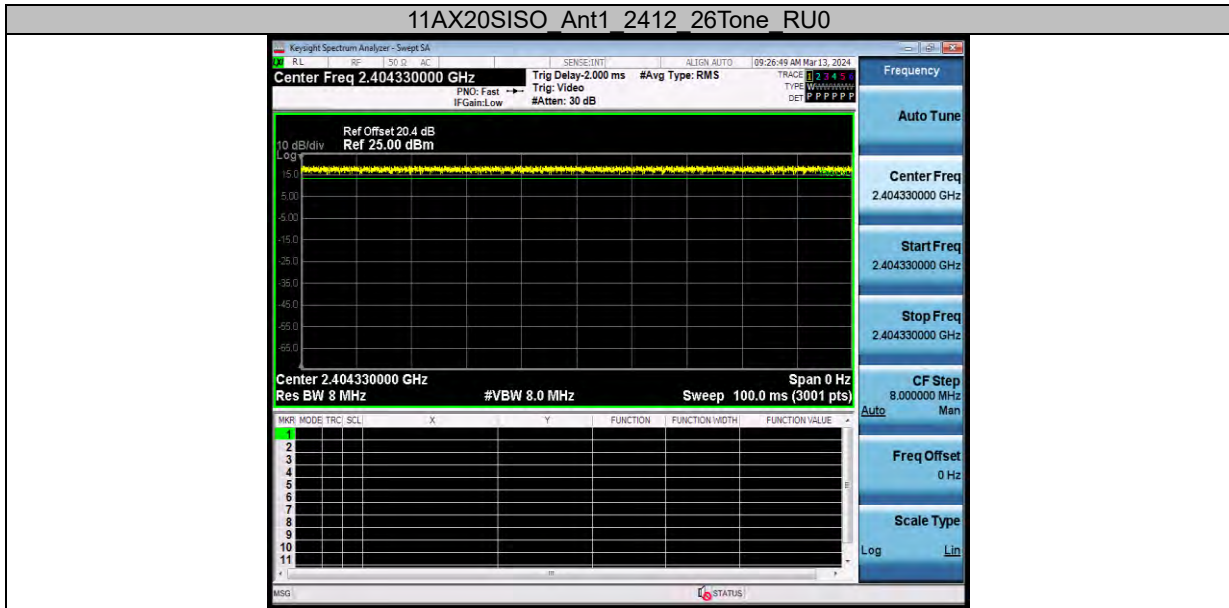 11AX20SISO_Ant1_2412_26Tone_RU0
Keysight Spectrum Analyzer - Swept SA
RL RF 50 Ω AC SENSE:INT ALIGN AUTO 09:26:49 AM Mar 13, 2024
Center Freq 2.404330000 GHz
PNO: Fast
IFGain:Low
Trig Delay-2.000 ms
Trig: Video
#Atten: 30 dB
#Avg Type: RMS
TRACE 1 2 3 4 5 6
TYPE WWWWWW
DET P P P P P P
Ref Offset 20.4 dB
10 dB/div Ref 25.00 dBm
Log
15.0
5.00
-5.00
-15.0
-25.0
-35.0
-45.0
-55.0
-65.0
Center 2.404330000 GHz Span 0 Hz
Res BW 8 MHz #VBW 8.0 MHz Sweep 100.0 ms (3001 pts)
MKR MODE TRC SCL X Y FUNCTION FUNCTION WIDTH FUNCTION VALUE
1
2
3
4
5
6
7
8
9
10
11
MSG STATUS
Frequency
Auto Tune
Center Freq
2.404330000 GHz
Start Freq
2.404330000 GHz
Stop Freq
2.404330000 GHz
CF Step
8.000000 MHz
Auto Man
Freq Offset
0 Hz
Scale Type
Log Lin